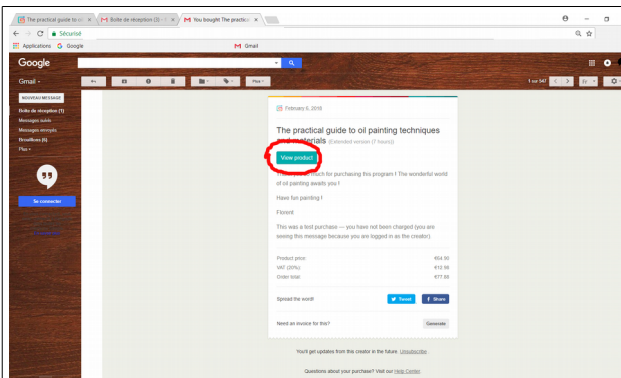 The practical guide to oi
Boîte de réception (3) -
You bought The practica
Sécurisé
Applications
Google
Gmail
Google
Gmail
Plus
1 sur 547
NOUVEAU MESSAGE
Boîte de réception (1)
Messages suivis
Messages envoyés
Brouillons (6)
Plus
Se connecter
February 6, 2018
The practical guide to oil painting techniques
and materials (Extended version (7 hours))
View product
much for purchasing this program ! The wonderful world
of oil painting awaits you !
Have fun painting !
Florent
This was a test purchase — you have not been charged (you are
seeing this message because you are logged in as the creator)
Product price: €64.90
VAT (20%): €12.98
Order total: €77.88
Spread the word! Tweet Share
Need an invoice for this? Generate
You'll get updates from this creator in the future. Unsubscribe.
Questions about your purchase? Visit our Help Center.